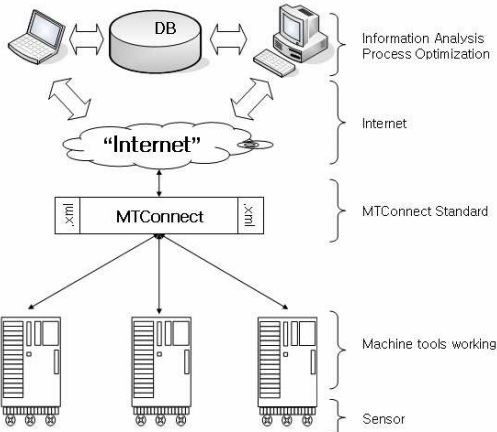 DB
Information Analysis
Process Optimization
"Internet"
Internet
.xml
MTConnect
.xml
MTConnect Standard
Machine tools working
Sensor